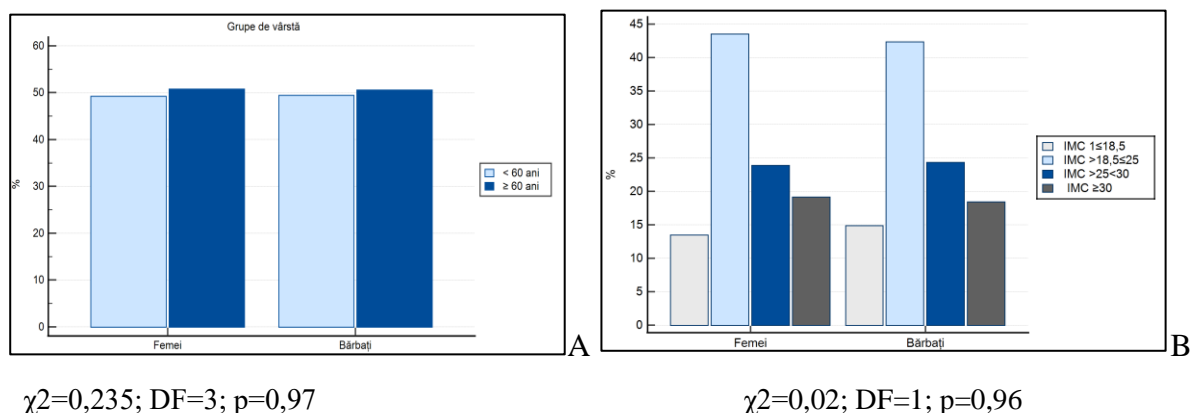 Grupe de vârstă
60
50
40
30
20
10
0
%
Femei
Bărbați
< 60 ani
≥ 60 ani
A
45
40
35
30
25
20
15
10
5
0
%
Femei
Bărbați
IMC 1≤18,5
IMC >18,5≤25
IMC >25<30
IMC ≥30
B
χ2=0,235; DF=3; p=0,97
χ2=0,02; DF=1; p=0,96